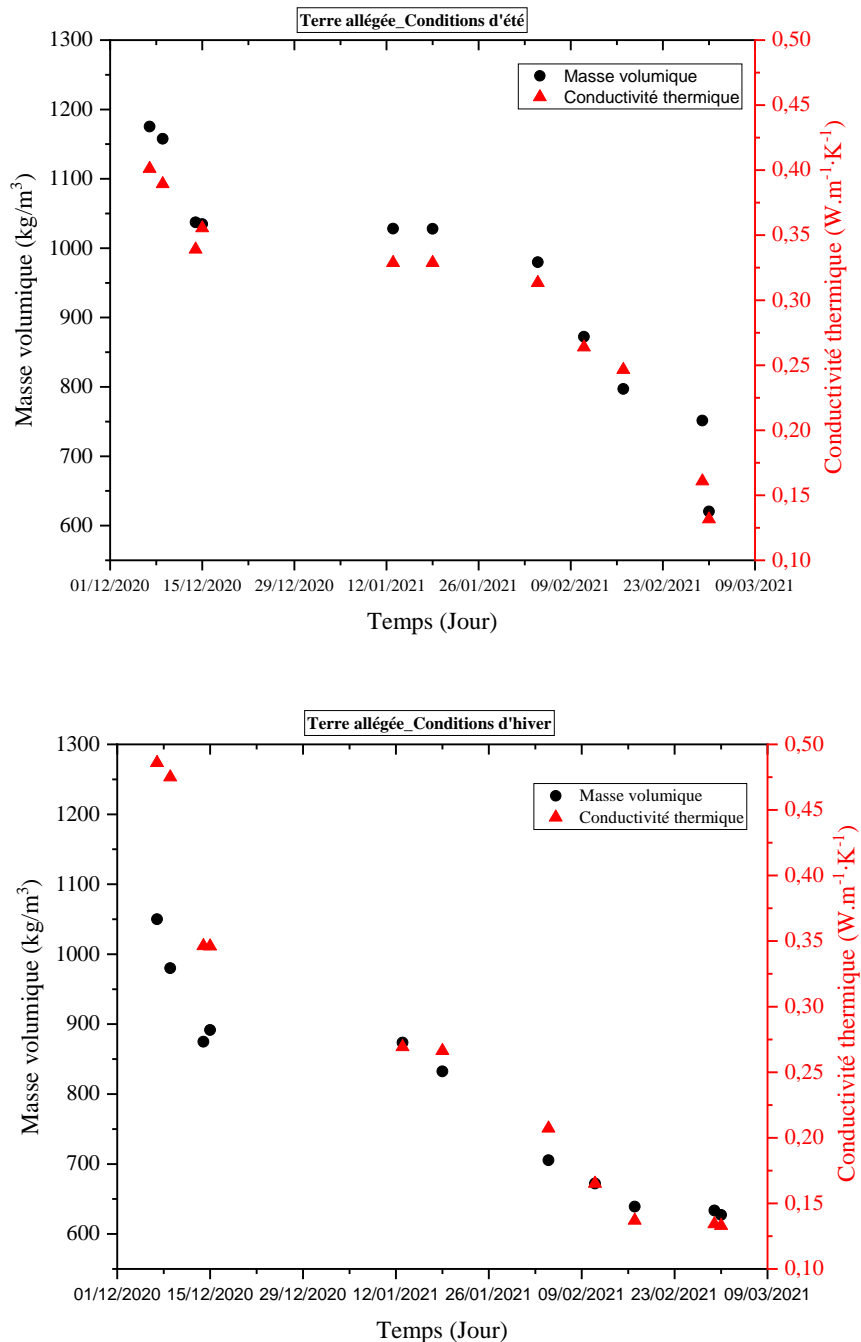 Terre allégée_Conditions d'été
1300
1200
1100
1000
900
800
700
600
Masse volumique (kg/m³)
0,50
0,45
0,40
0,35
0,30
0,25
0,20
0,15
0,10
Conductivité thermique (W.m⁻¹·K⁻¹)
Masse volumique
Conductivité thermique
01/12/2020 15/12/2020 29/12/2020 12/01/2021 26/01/2021 09/02/2021 23/02/2021 09/03/2021
Temps (Jour)
Terre allégée_Conditions d'hiver
1300
1200
1100
1000
900
800
700
600
Masse volumique (kg/m³)
0,50
0,45
0,40
0,35
0,30
0,25
0,20
0,15
0,10
Conductivité thermique (W.m⁻¹·K⁻¹)
Masse volumique
Conductivité thermique
01/12/2020 15/12/2020 29/12/2020 12/01/2021 26/01/2021 09/02/2021 23/02/2021 09/03/2021
Temps (Jour)